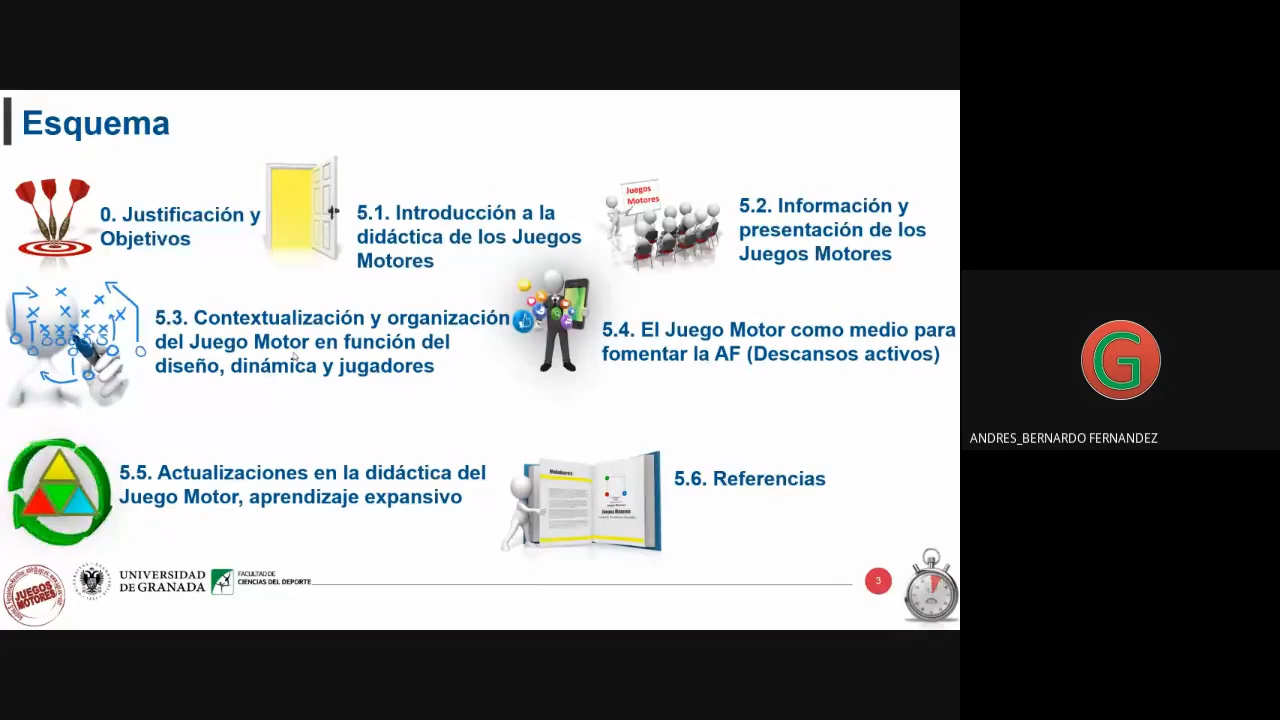 Esquema
0. Justificación y
Objetivos
5.1. Introducción a la
didáctica de los Juegos
Motores
Juegos
Motores
5.2. Información y
presentación de los
Juegos Motores
5.3. Contextualización y organización
del Juego Motor en función del
diseño, dinámica y jugadores
5.4. El Juego Motor como medio para
fomentar la AF (Descansos activos)
5.5. Actualizaciones en la didáctica del
Juego Motor, aprendizaje expansivo
5.6. Referencias
JUEGOS
MOTORES
UNIVERSIDAD
DE GRANADA
FACULTAD DE
CIENCIAS DEL DEPORTE
3
G
ANDRES_BERNARDO FERNANDEZ